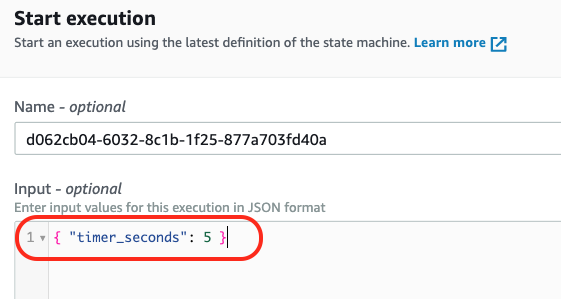 Start execution
Start an execution using the latest definition of the state machine. Learn more
Name - optional
d062cb04-6032-8c1b-1f25-877a703fd40a
Input - optional
Enter input values for this execution in JSON format
1 { "timer_seconds": 5 }